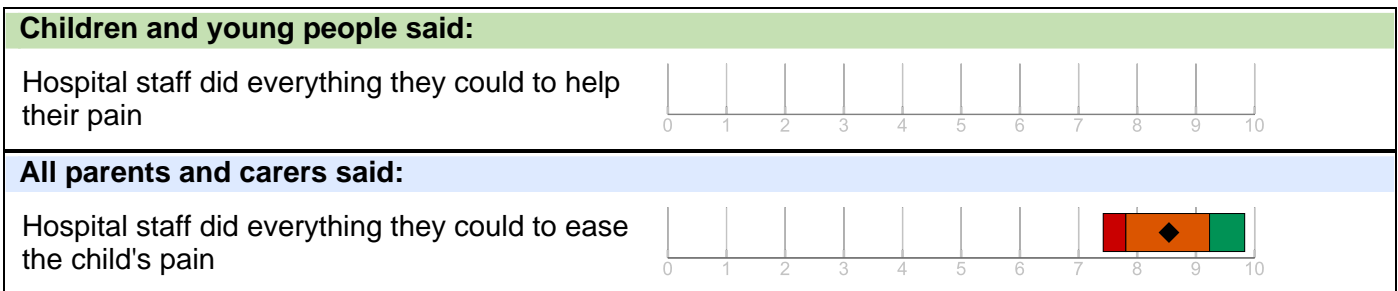 Children and young people said:
Hospital staff did everything they could to help
their pain
0 1 2 3 4 5 6 7 8 9 10
All parents and carers said:
Hospital staff did everything they could to ease
the child's pain
0 1 2 3 4 5 6 7 8 9 10